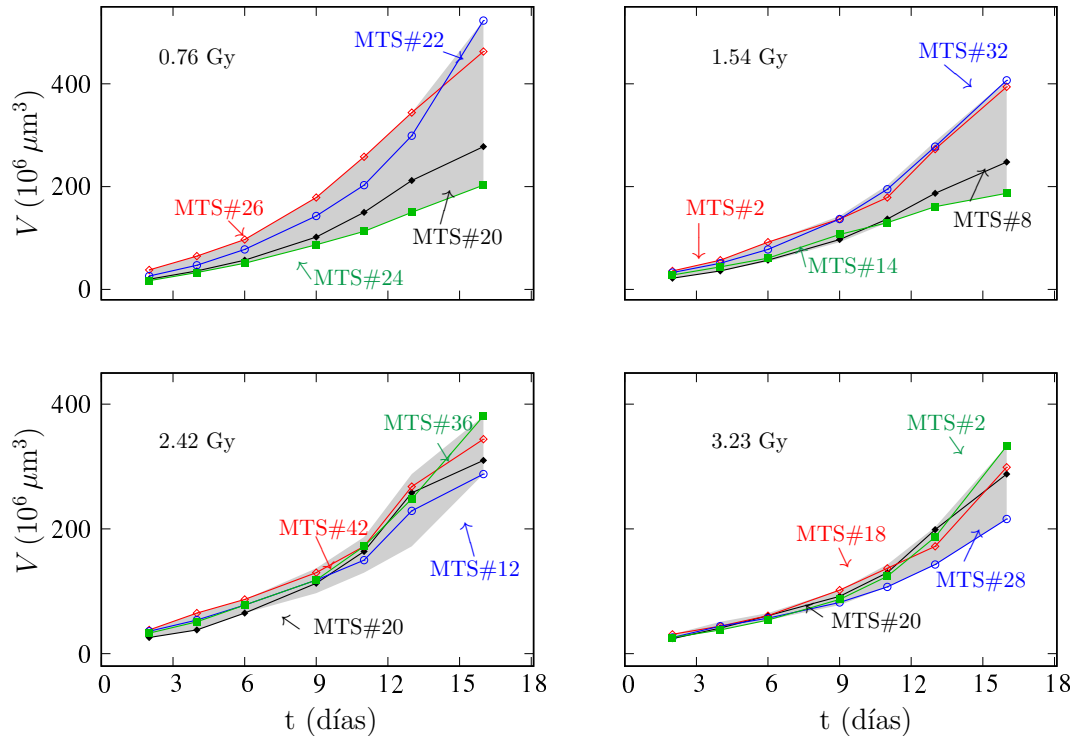 0.76 Gy
MTS#22
MTS#26
MTS#20
MTS#24
V (10⁶ μm³)
400
200
0
1.54 Gy
MTS#32
MTS#2
MTS#8
MTS#14
2.42 Gy
MTS#36
MTS#42
MTS#12
MTS#20
V (10⁶ μm³)
400
200
0
0 3 6 9 12 15 18
t (días)
3.23 Gy
MTS#2
MTS#18
MTS#28
MTS#20
0 3 6 9 12 15 18
t (días)